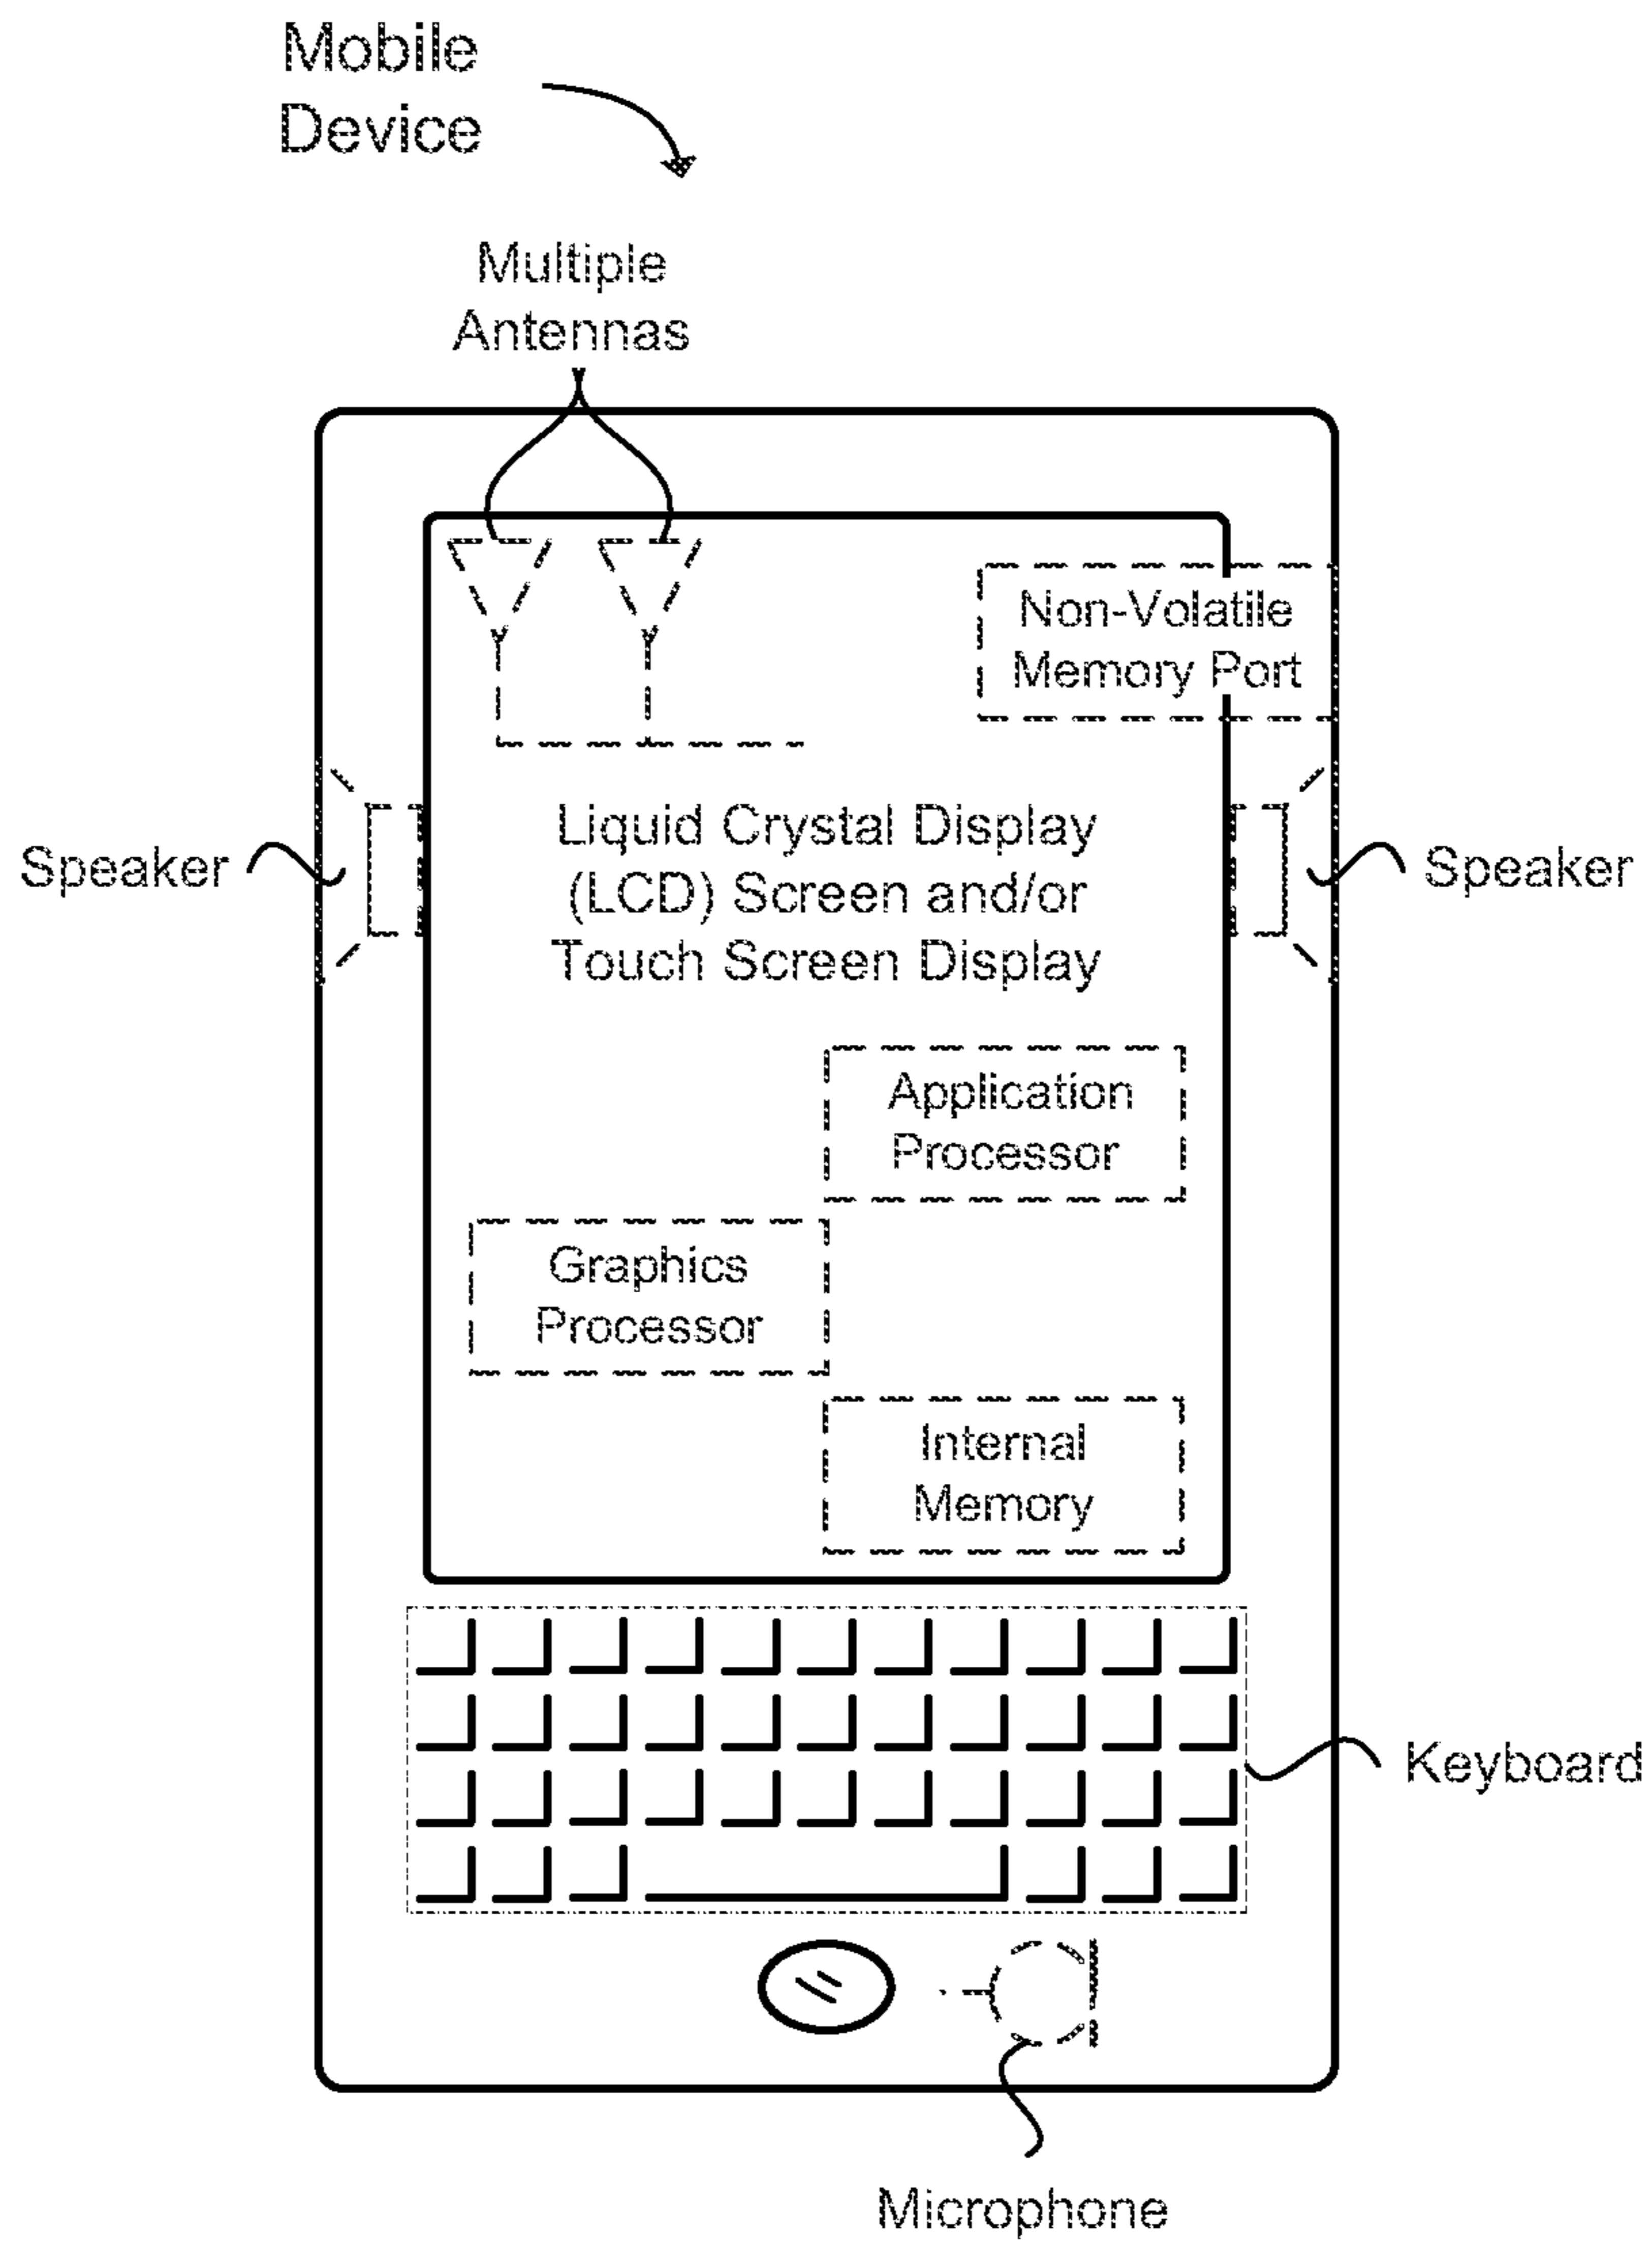 Mobile
Device
Multiple
Antennas
Non-Volatile
Memory Port
Speaker
Liquid Crystal Display
(LCD) Screen and/or
Touch Screen Display
Speaker
Application
Processor
Graphics
Processor
Internal
Memory
Keyboard
Microphone